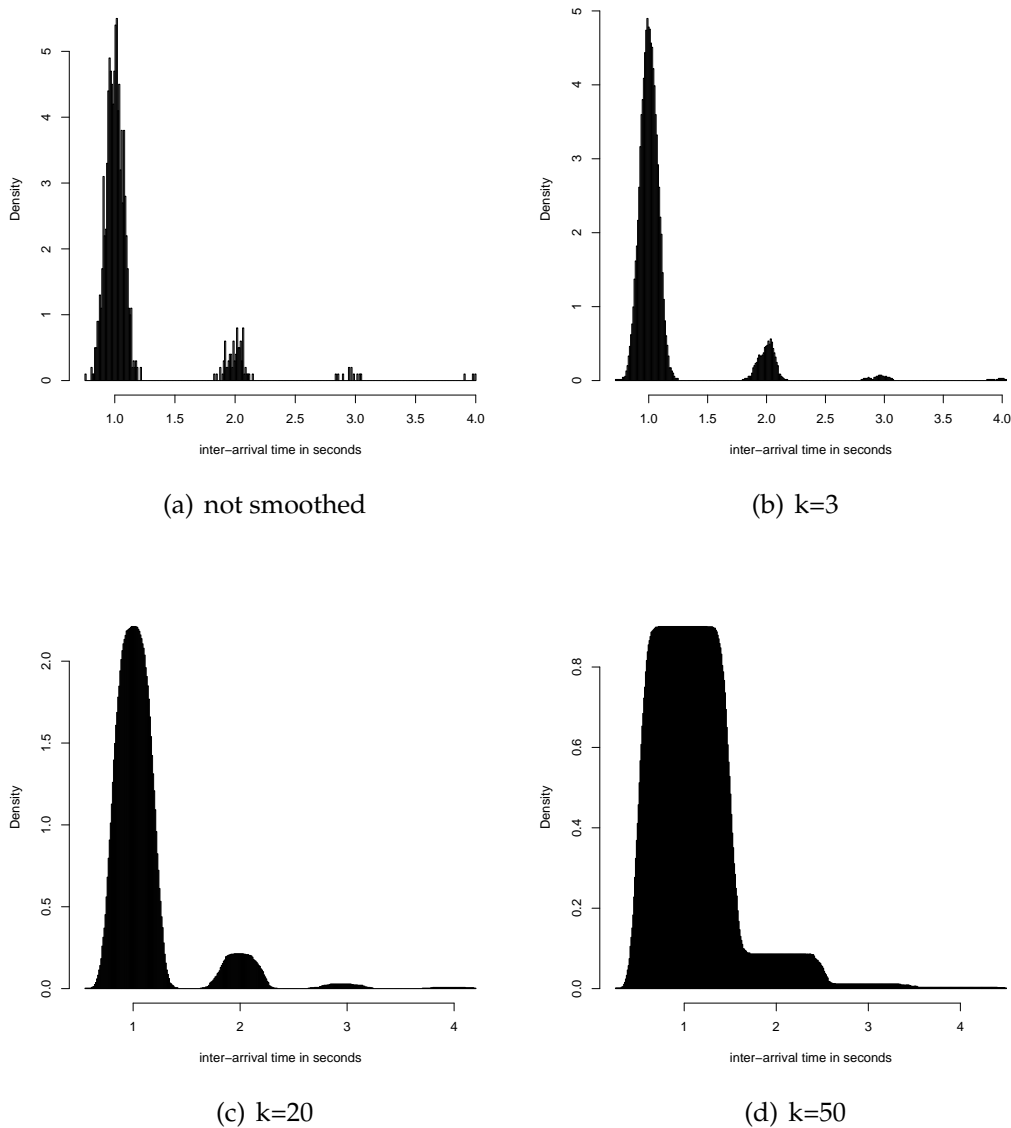 Density
5
4
3
2
1
0
1.0 1.5 2.0 2.5 3.0 3.5 4.0
inter−arrival time in seconds
(a) not smoothed
Density
5
4
3
2
1
0
1.0 1.5 2.0 2.5 3.0 3.5 4.0
inter−arrival time in seconds
(b) k=3
Density
2.0
1.5
1.0
0.5
0.0
1 2 3 4
inter−arrival time in seconds
(c) k=20
Density
0.8
0.6
0.4
0.2
0.0
1 2 3 4
inter−arrival time in seconds
(d) k=50